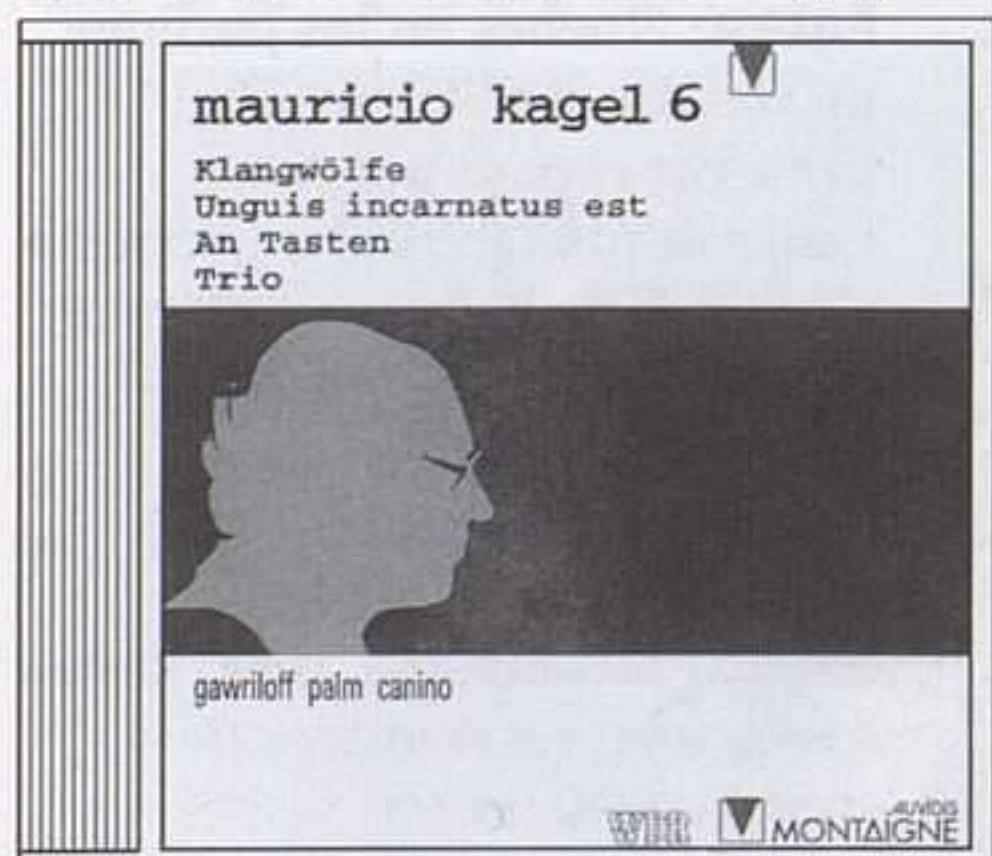 mauricio kagel 6
Klangwölfe
Unguis incarnatus est
An Tasten
Trio
gawriloff palm canino
WDR
AUVIDIS
MONTAIGNE